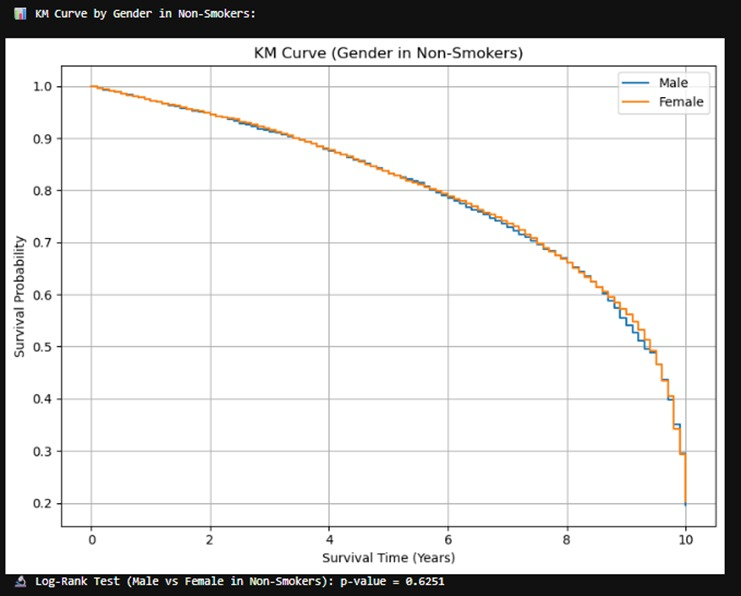 KM Curve by Gender in Non-Smokers:
KM Curve (Gender in Non-Smokers)
Male
Female
1.0
0.9
0.8
0.7
0.6
0.5
0.4
0.3
0.2
Survival Probability
0 2 4 6 8 10
Survival Time (Years)
Log-Rank Test (Male vs Female in Non-Smokers): p-value = 0.6251